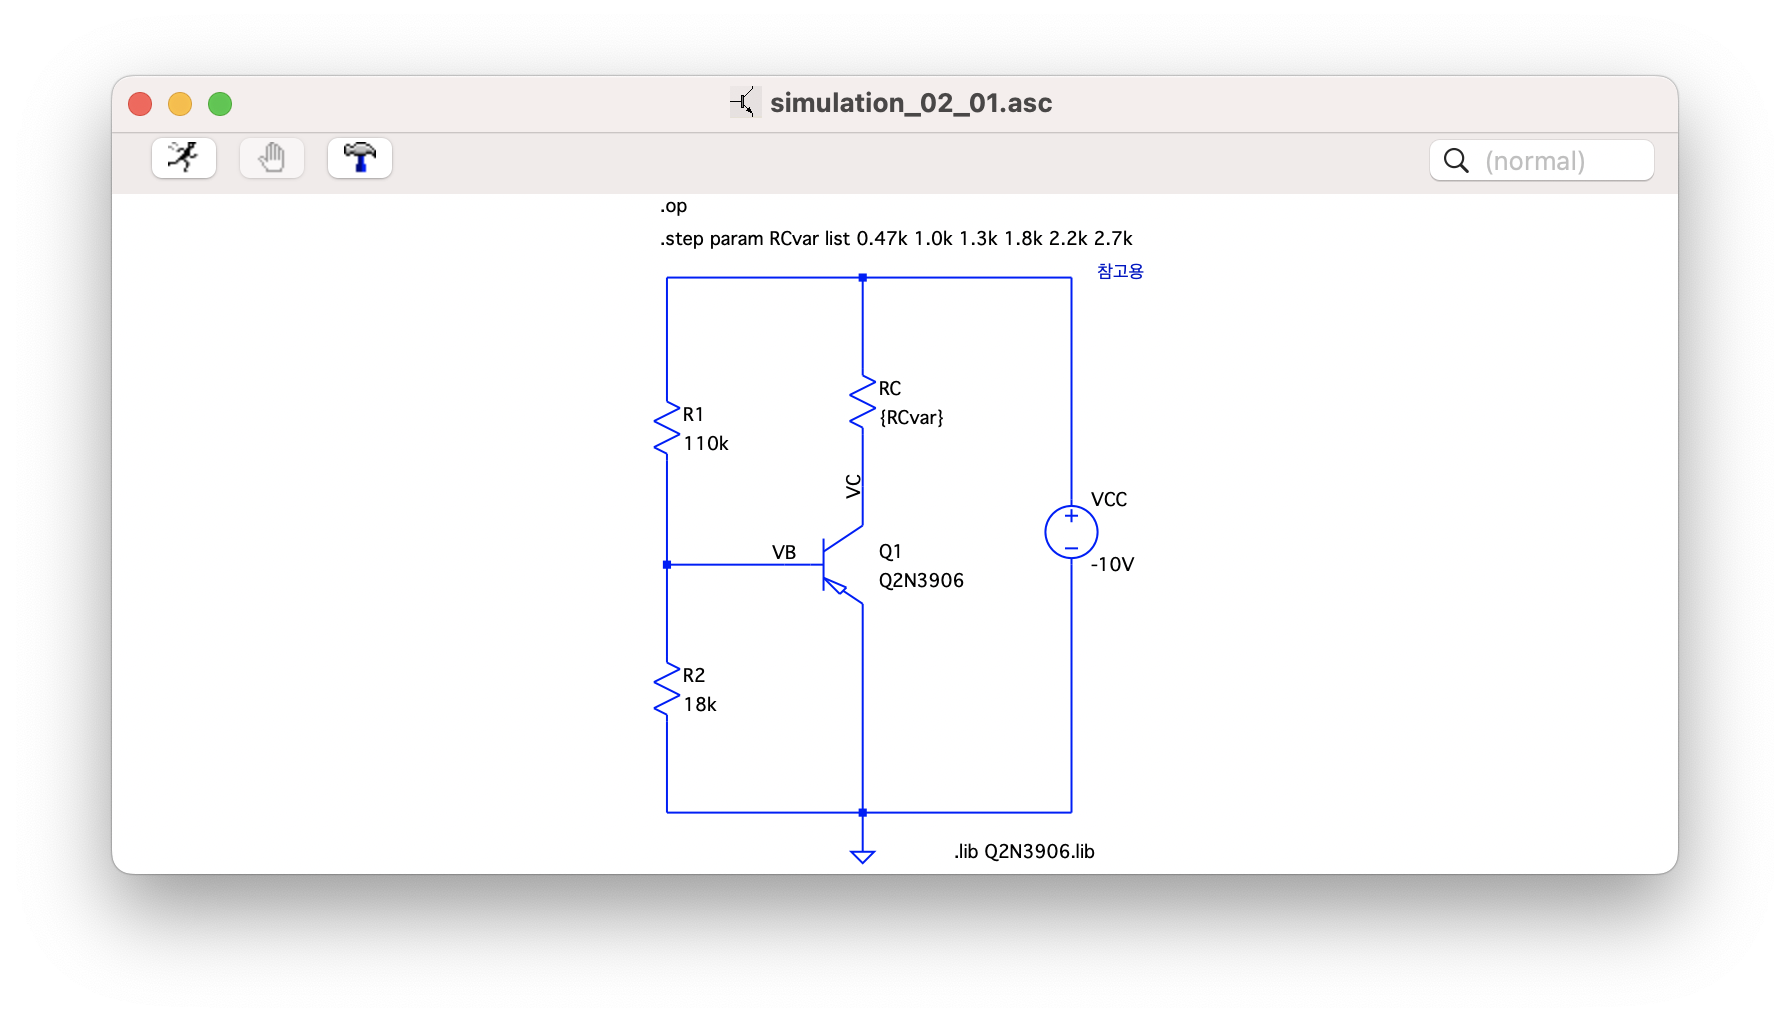 simulation_02_01.asc
(normal)
.op
.step param RCvar list 0.47k 1.0k 1.3k 1.8k 2.2k 2.7k
참고용
RC
{RCvar}
R1
110k
VC
VCC
+
−
-10V
VB
Q1
Q2N3906
R2
18k
.lib Q2N3906.lib